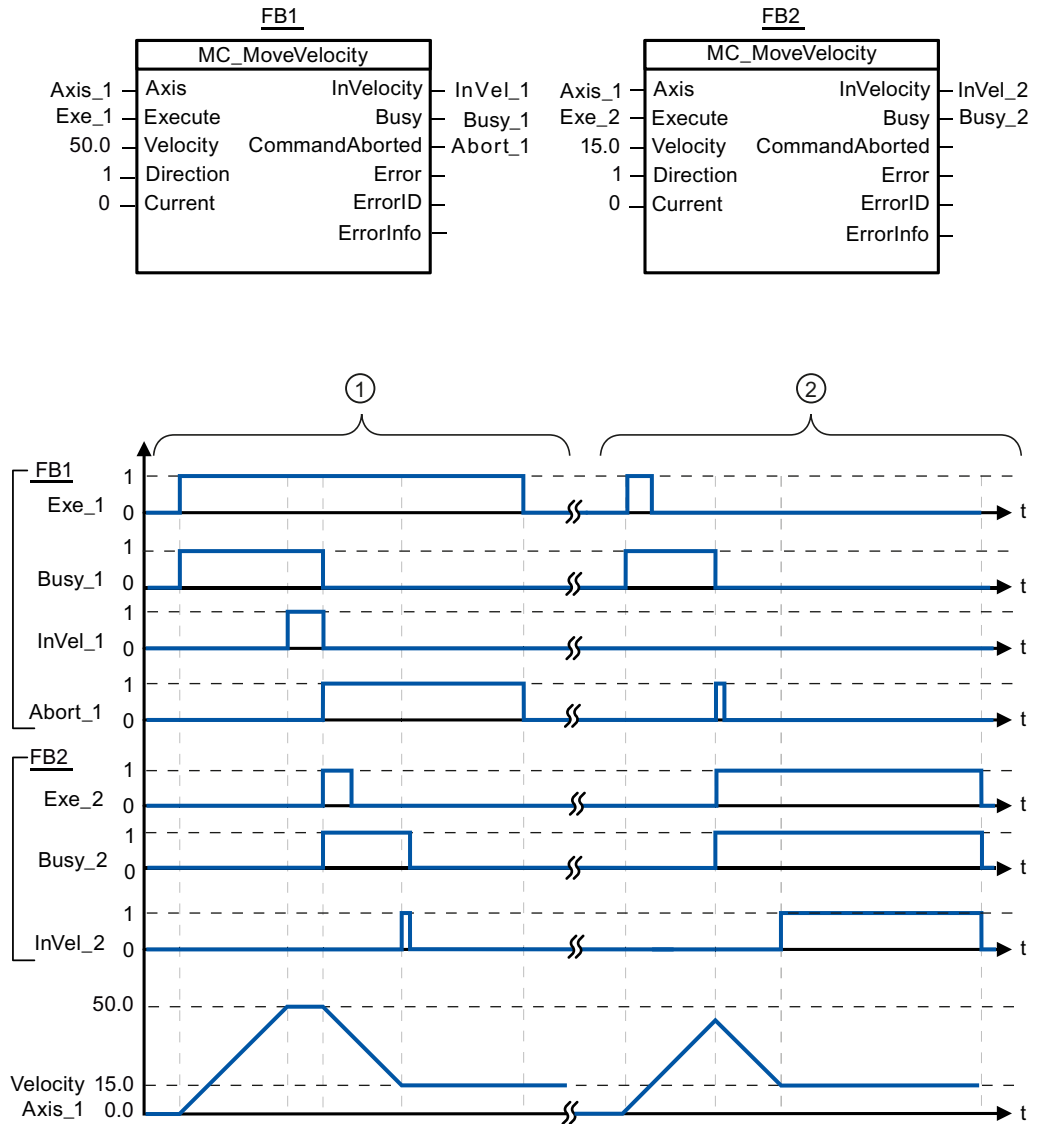 FB1 FB2
MC_MoveVelocity MC_MoveVelocity
Axis_1 Axis InVelocity InVel_1 Axis_1 Axis InVelocity InVel_2
Exe_1 Execute Busy Busy_1 Exe_2 Execute Busy Busy_2
50.0 Velocity CommandAborted Abort_1 15.0 Velocity CommandAborted
1 Direction Error 1 Direction Error
0 Current ErrorID 0 Current ErrorID
ErrorInfo ErrorInfo
1 2
FB1
1
Exe_1 0 t
1
Busy_1 0 t
1
InVel_1 0 t
1
Abort_1 0 t
FB2
1
Exe_2 0 t
1
Busy_2 0 t
1
InVel_2 0 t
50.0
Velocity 15.0
Axis_1 0.0 t